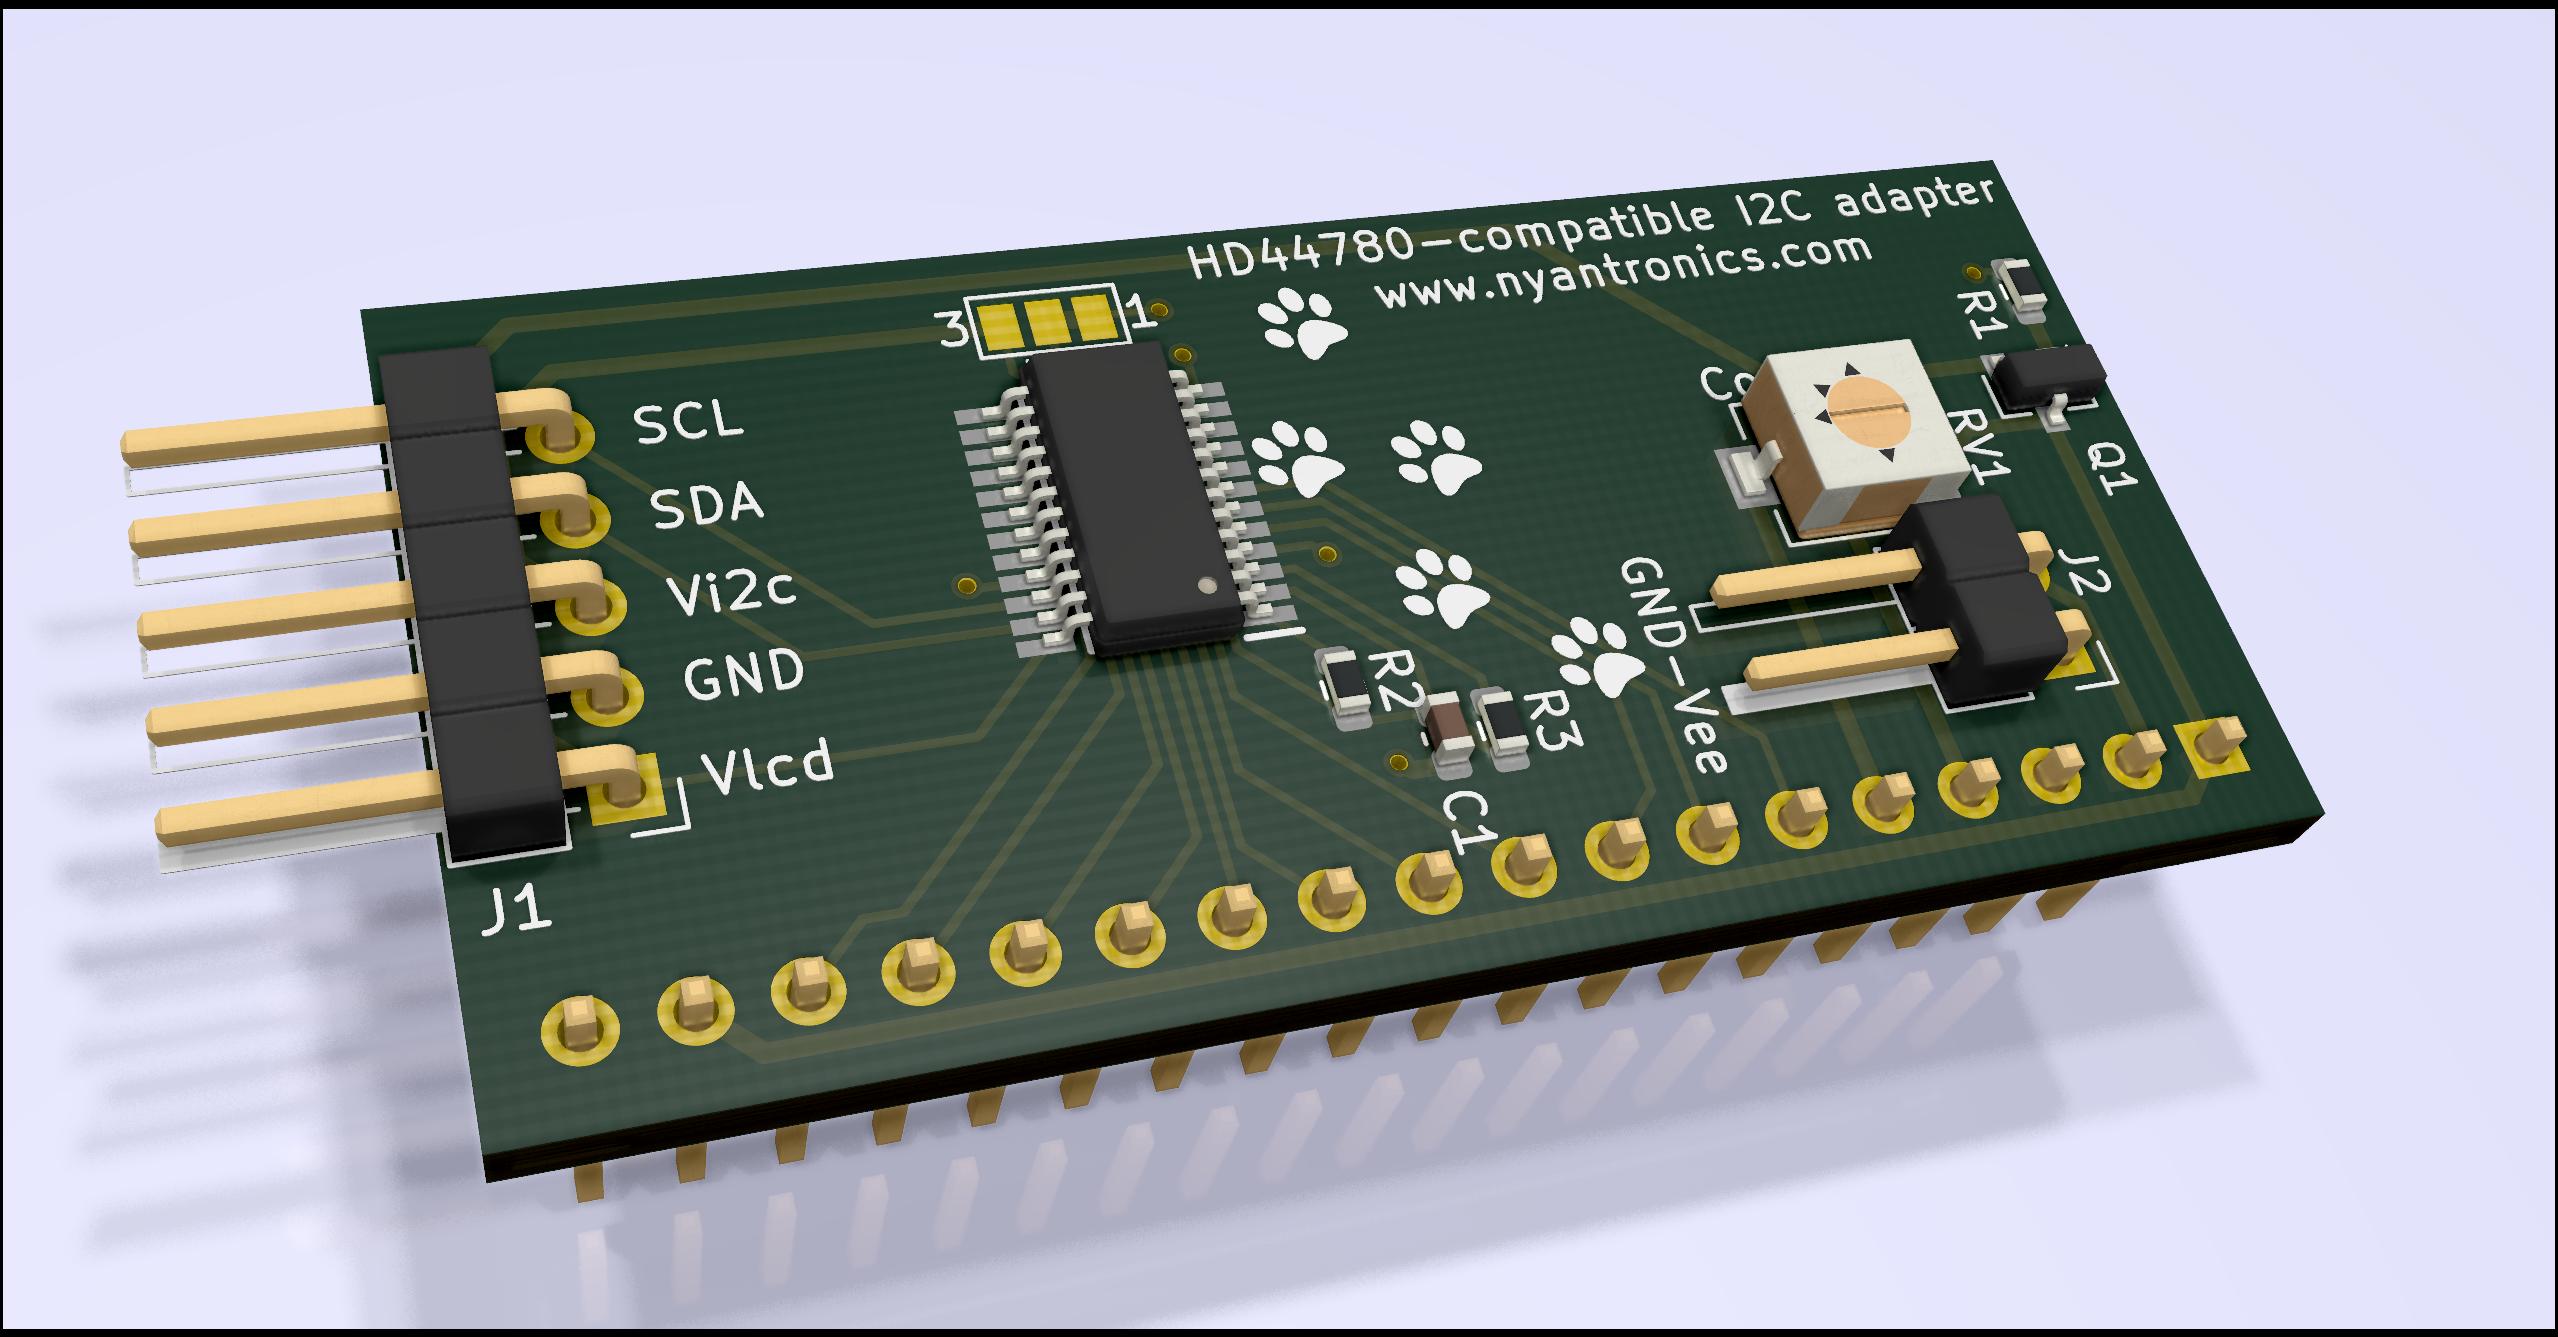 HD44780-compatible I2C adapter
www.nyantronics.com
3
1
R1
SCL
SDA
Vi2c
GND
Vlcd
J1
RV1
Q1
J2
GND-Vee
R2
R3
C1